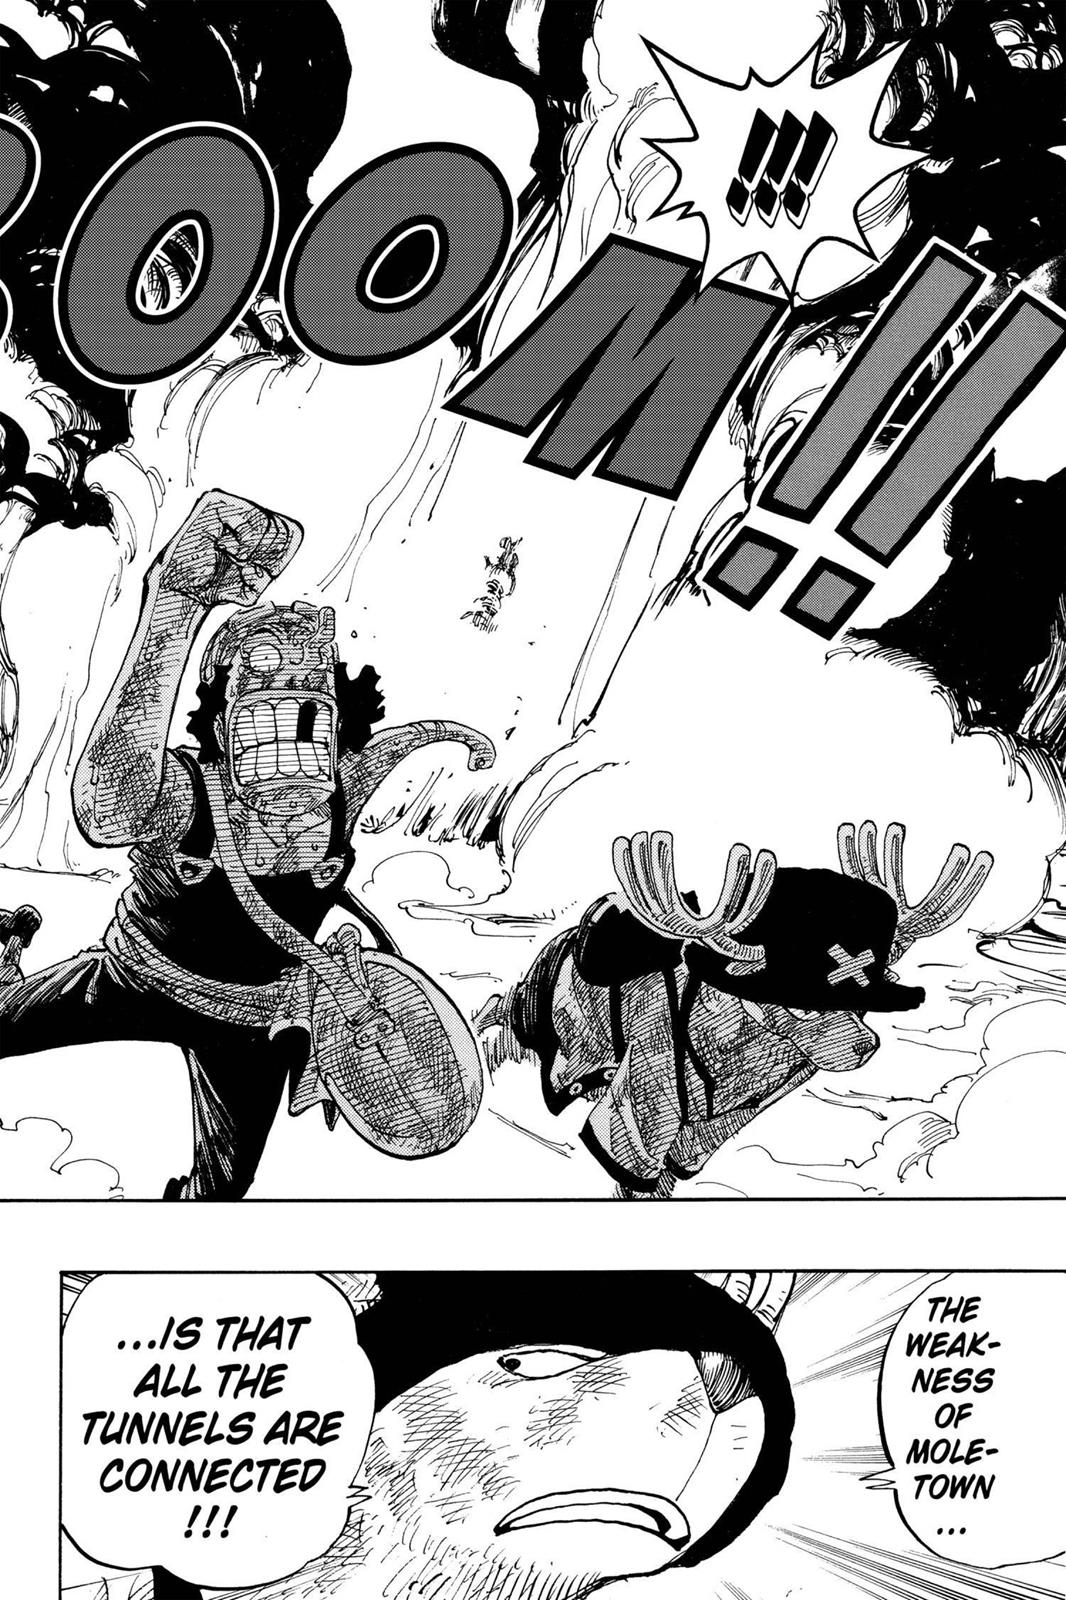 BOOM!!
!!!!
THE
WEAK-
NESS OF
MOLE-
TOWN
...
...IS THAT
ALL THE
TUNNELS ARE
CONNECTED
!!!